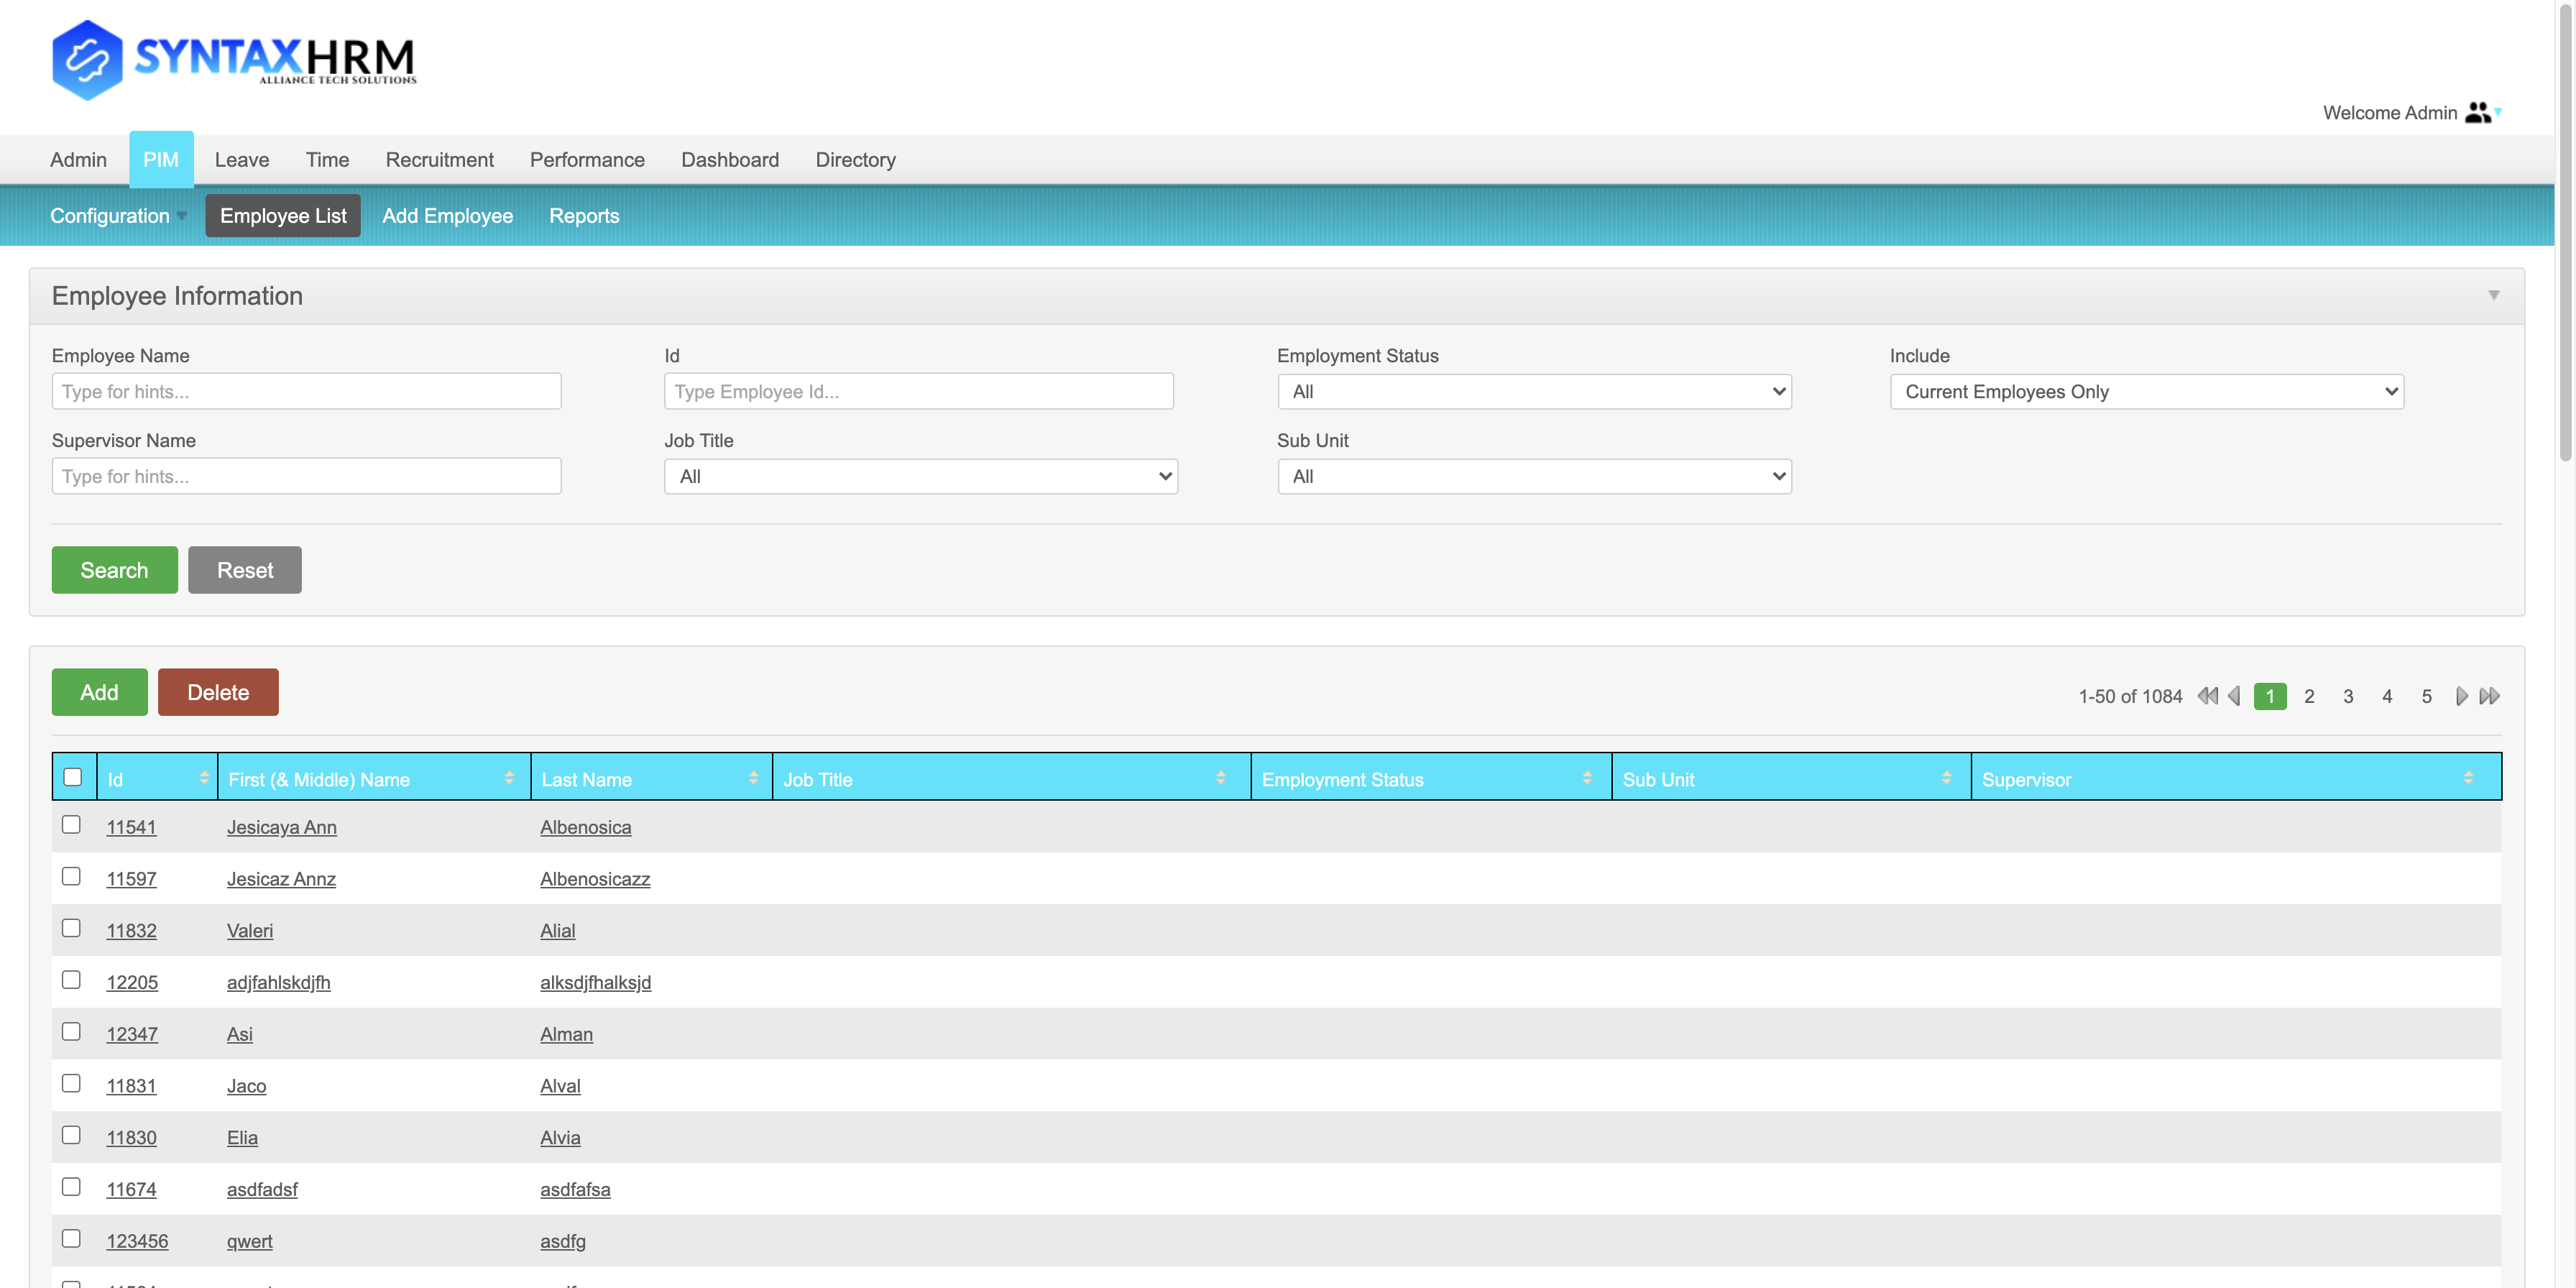 SYNTAXHRM
ALLIANCE TECH SOLUTIONS
Welcome Admin
Admin PIM Leave Time Recruitment Performance Dashboard Directory
Configuration Employee List Add Employee Reports
Employee Information
Employee Name Id Employment Status Include
Type for hints... Type Employee Id... All Current Employees Only
Supervisor Name Job Title Sub Unit
Type for hints... All All
Search Reset
Add Delete 1-50 of 1084 1 2 3 4 5
Id First (& Middle) Name Last Name Job Title Employment Status Sub Unit Supervisor
11541 Jesicaya Ann Albenosica
11597 Jesicaz Annz Albenosicazz
11832 Valeri Alial
12205 adjfahlskdjfh alksdjfhalksjd
12347 Asi Alman
11831 Jaco Alval
11830 Elia Alvia
11674 asdfadsf asdfafsa
123456 qwert asdfg